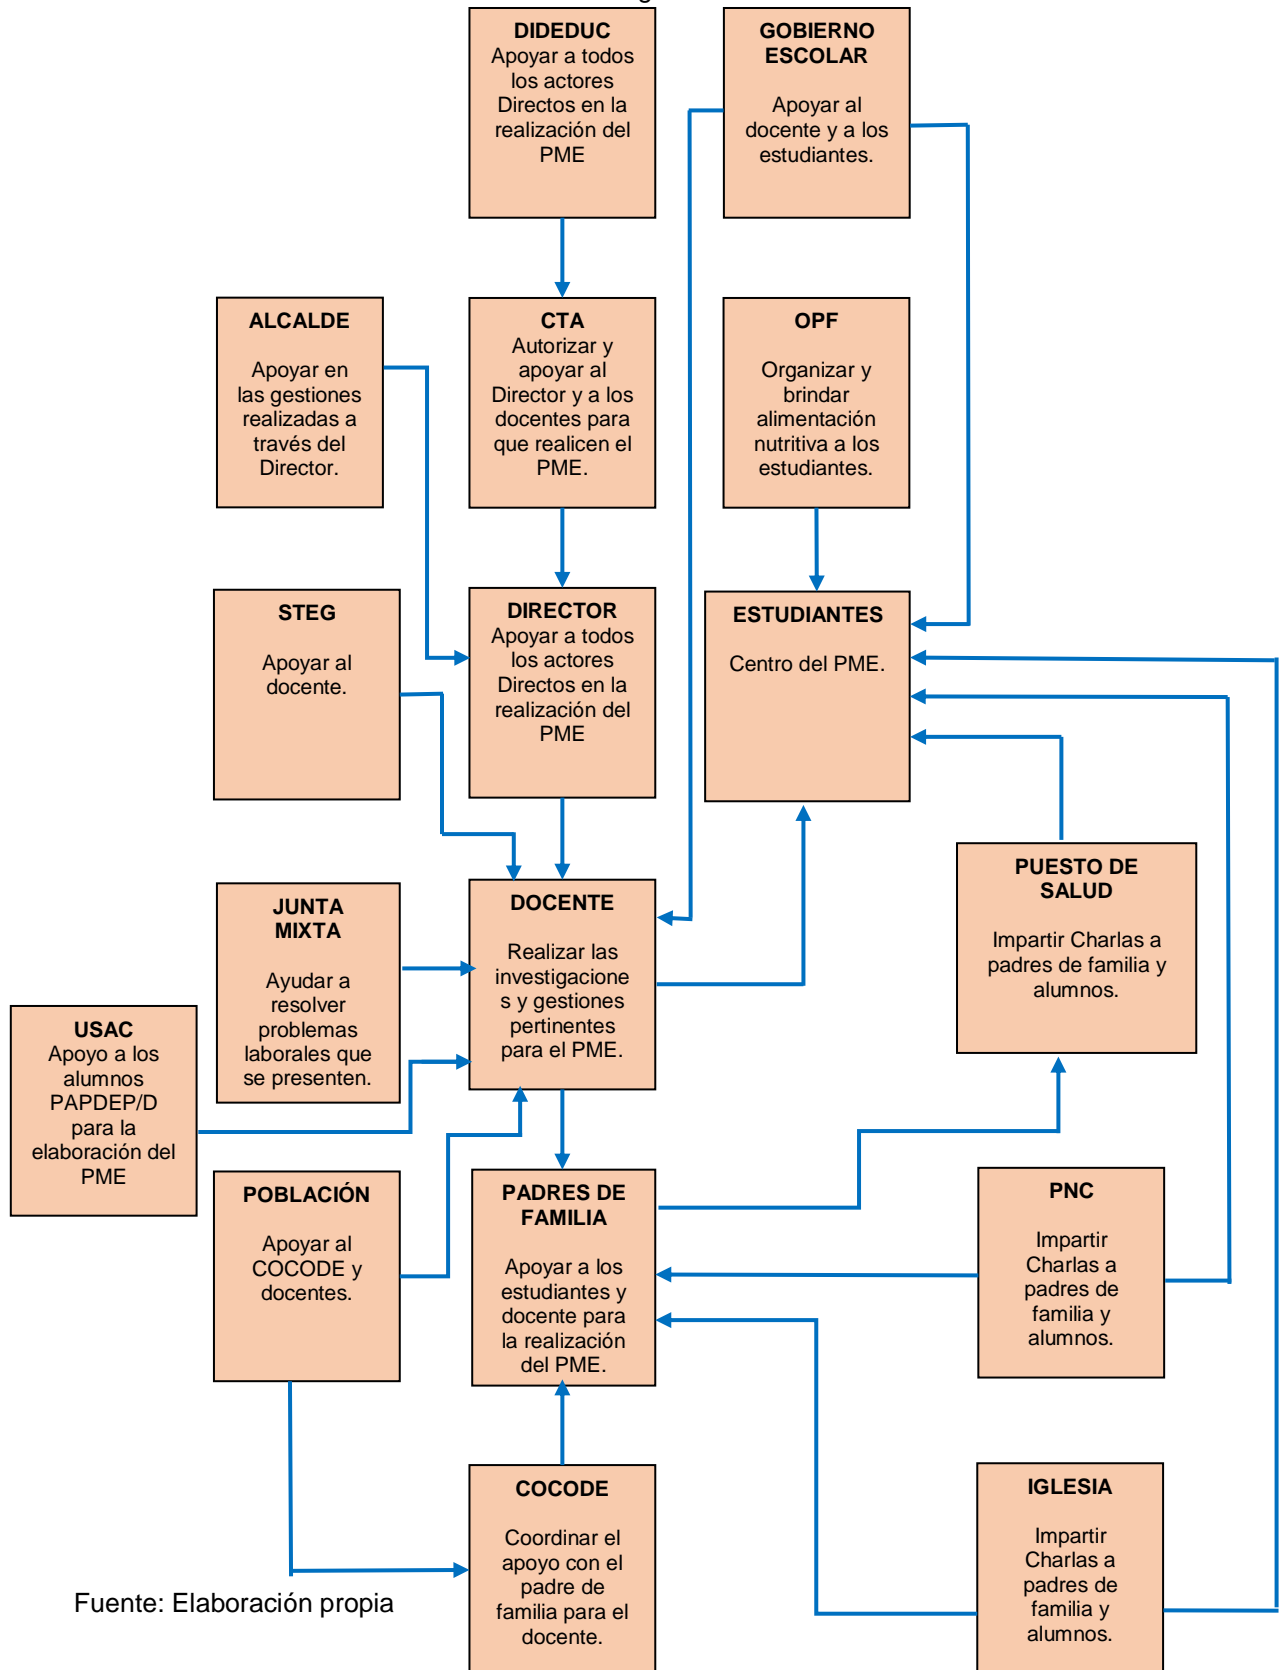 DIDEDUC
Apoyar a todos
los actores
Directos en la
realización del
PME
GOBIERNO
ESCOLAR
Apoyar al
docente y a los
estudiantes.
ALCALDE
Apoyar en
las gestiones
realizadas a
través del
Director.
CTA
Autorizar y
apoyar al
Director y a los
docentes para
que realicen el
PME.
OPF
Organizar y
brindar
alimentación
nutritiva a los
estudiantes.
STEG
Apoyar al
docente.
DIRECTOR
Apoyar a todos
los actores
Directos en la
realización del
PME
ESTUDIANTES
Centro del PME.
JUNTA
MIXTA
Ayudar a
resolver
problemas
laborales que
se presenten.
DOCENTE
Realizar las
investigacione
s y gestiones
pertinentes
para el PME.
PUESTO DE
SALUD
Impartir Charlas a
padres de familia y
alumnos.
USAC
Apoyo a los
alumnos
PAPDEP/D
para la
elaboración del
PME
POBLACIÓN
Apoyar al
COCODE y
docentes.
PADRES DE
FAMILIA
Apoyar a los
estudiantes y
docente para
la realización
del PME.
PNC
Impartir
Charlas a
padres de
familia y
alumnos.
COCODE
Coordinar el
apoyo con el
padre de
familia para el
docente.
IGLESIA
Impartir
Charlas a
padres de
familia y
alumnos.
Fuente: Elaboración propia